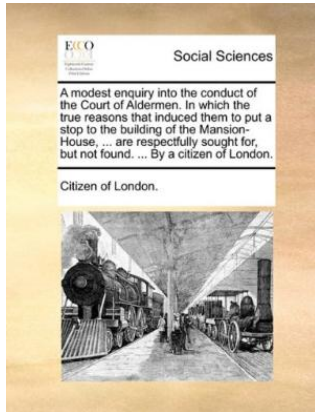 ECCO
Social Sciences
A modest enquiry into the conduct of
the Court of Aldermen. In which the
true reasons that induced them to put a
stop to the building of the Mansion-
House, ... are respectfully sought for,
but not found. ... By a citizen of London.
Citizen of London.